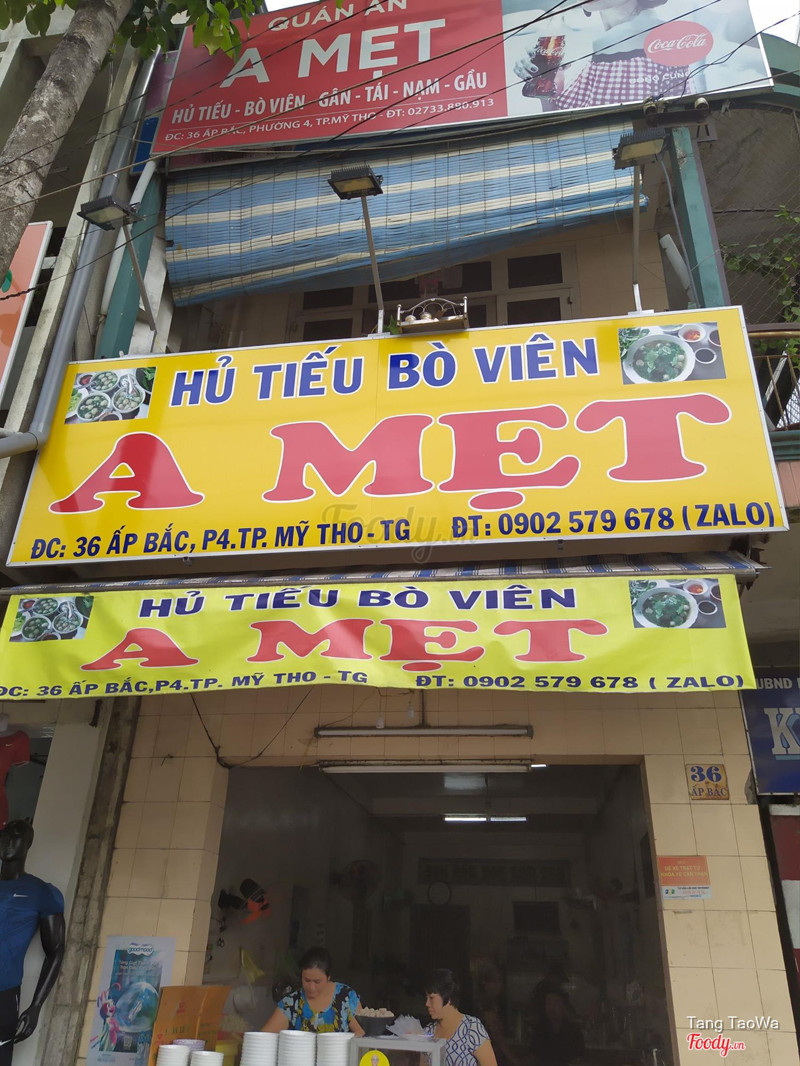 QUÁN ĂN
A MẸT
HỦ TIẾU - BÒ VIÊN GÂN - TÁI - NẠM - GẦU
ĐC: 36 ẤP BẮC, PHƯỜNG 4, TP.MỸ THO - ĐT: 02733.880.913
Coca-Cola
HỦ TIẾU BÒ VIÊN
A MẸT
ĐC: 36 ẤP BẮC, P4.TP. MỸ THO - TG ĐT: 0902 579 678 ( ZALO)
Foody.vn
HỦ TIẾU BÒ VIÊN
A MẸT
ĐC: 36 ẤP BẮC,P4.TP. MỸ THO - TG ĐT: 0902 579 678 ( ZALO)
UBND
36
ẤP BẮC
Tang TaoWa
Foody.vn